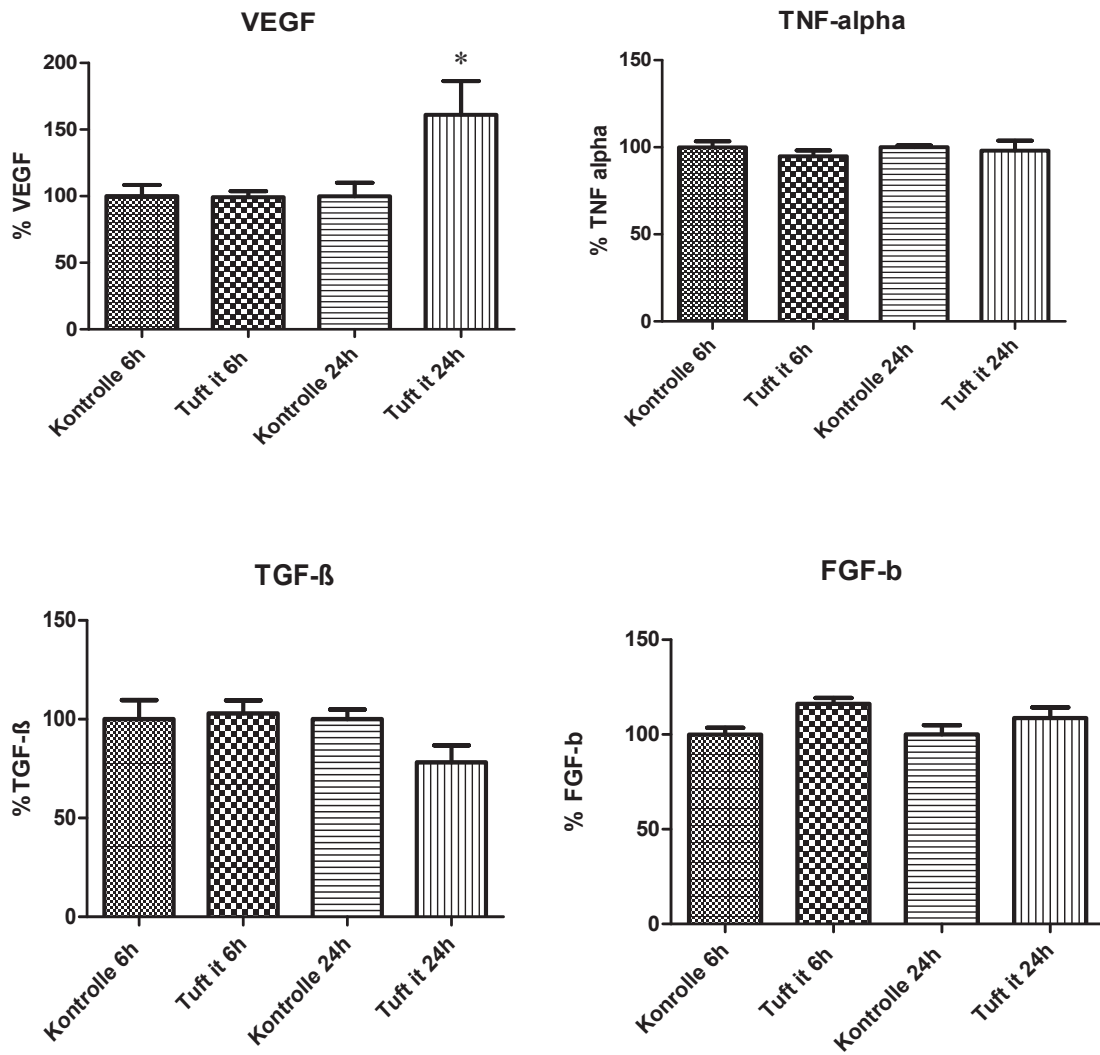 VEGF
*
200
150
100
50
0
% VEGF
Kontrolle 6h
Tuft it 6h
Kontrolle 24h
Tuft it 24h
TNF-alpha
150
100
50
0
% TNF alpha
Kontrolle 6h
Tuft it 6h
Kontrolle 24h
Tuft it 24h
TGF-ß
150
100
50
0
%TGF-ß
Kontrolle 6h
Tuft it 6h
Kontrolle 24h
Tuft it 24h
FGF-b
150
100
50
0
% FGF-b
Konrolle 6h
Tuft it 6h
Kontrolle 24h
Tuft it 24h